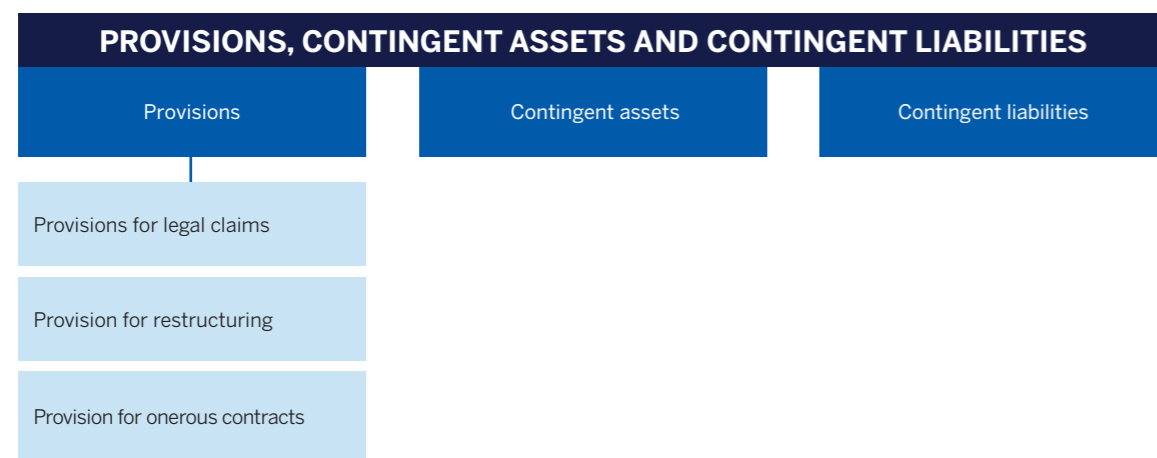 PROVISIONS, CONTINGENT ASSETS AND CONTINGENT LIABILITIES
Provisions
Contingent assets
Contingent liabilities
Provisions for legal claims
Provision for restructuring
Provision for onerous contracts